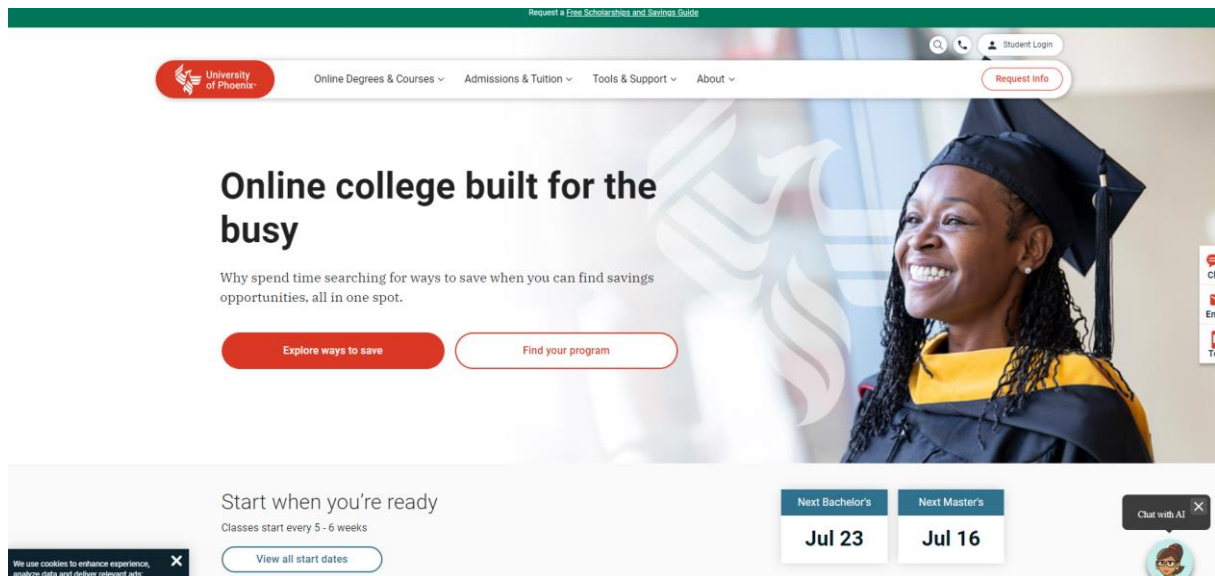 Request a Free Scholarships and Savings Guide
Student Login
University
of Phoenix®
Online Degrees & Courses
Admissions & Tuition
Tools & Support
About
Request Info
Online college built for the
busy
Why spend time searching for ways to save when you can find savings
opportunities, all in one spot.
Explore ways to save
Find your program
Start when you're ready
Classes start every 5 - 6 weeks
View all start dates
Next Bachelor's
Jul 23
Next Master's
Jul 16
Chat with AI
We use cookies to enhance experience,
analyze data and deliver relevant ads;